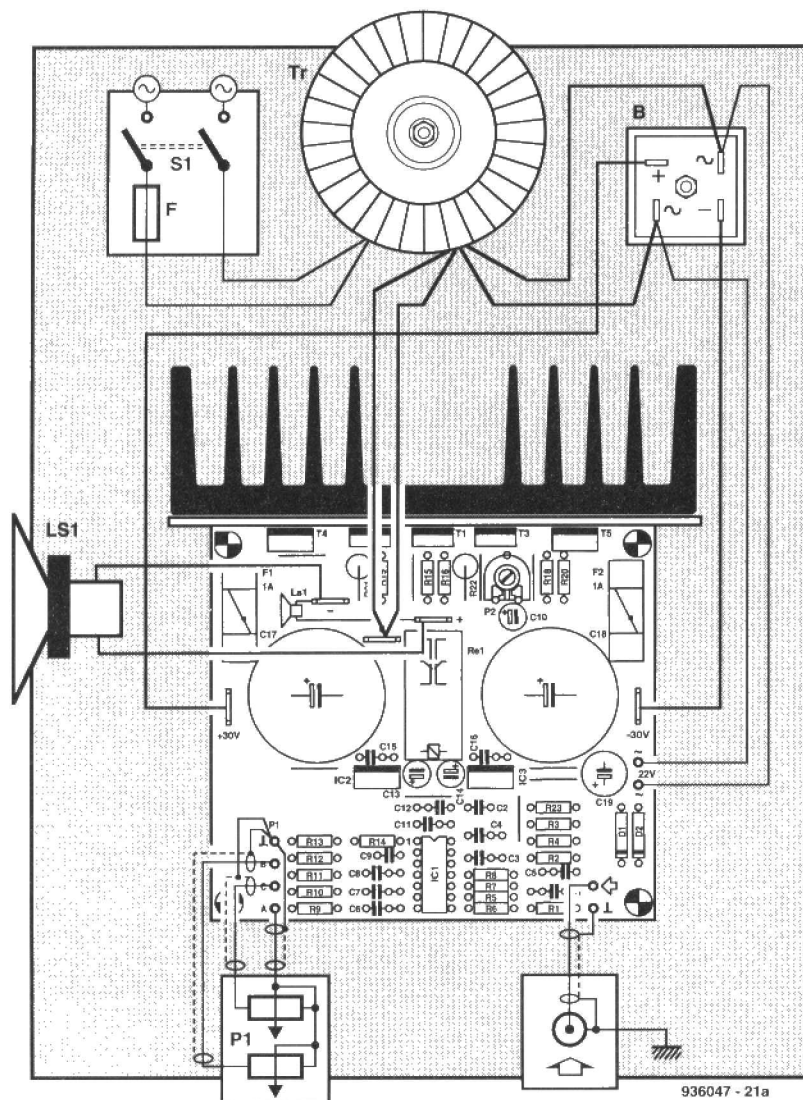 Tr
B
~
+
~
−
S1
F
LS1
T4
T1
T3
T5
F1
1A
La1
−
+
R15
R16
R22
P2
C10
R18
R20
F2
1A
C17
C18
Re1
+
+
+30V
-30V
C15
C16
IC2
IC3
C13
C14
C19
~
22V
~
C12
C2
C11
C4
R23
R3
R4
R2
D1
D2
P1
⊥
B
C
A
R13
R12
R11
R10
R9
R14
C9
C8
C7
C6
1
IC1
C3
R8
R7
R5
R6
C5
R1
⊥
P1
936047 - 21a